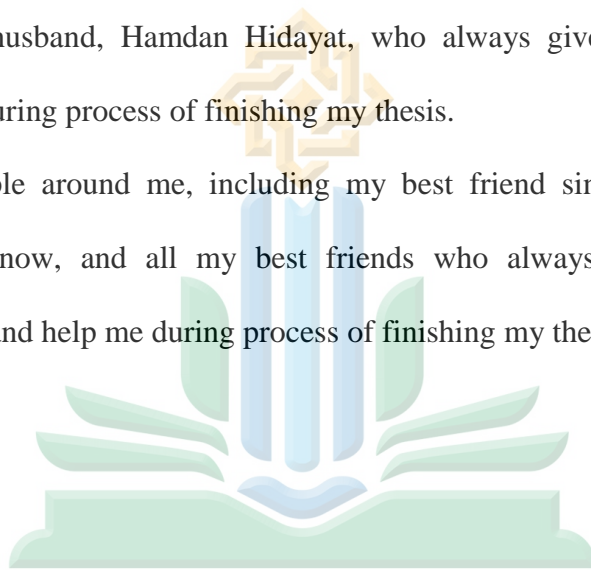 husband, Hamdan Hidayat, who always give
uring process of finishing my thesis.
ple around me, including my best friend sin
now, and all my best friends who always
and help me during process of finishing my the